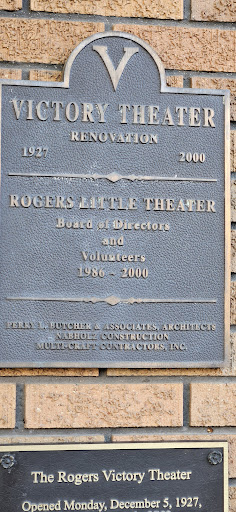 V
VICTORY THEATER
RENOVATION
1927 2000
ROGERS LITTLE THEATER
Board of Directors
and
Volunteers
1986 - 2000
PERRY L. BUTCHER & ASSOCIATES, ARCHITECTS
NABHOLZ CONSTRUCTION
MULTI-CRAFT CONTRACTORS, INC.
The Rogers Victory Theater
Opened Monday, December 5, 1927,